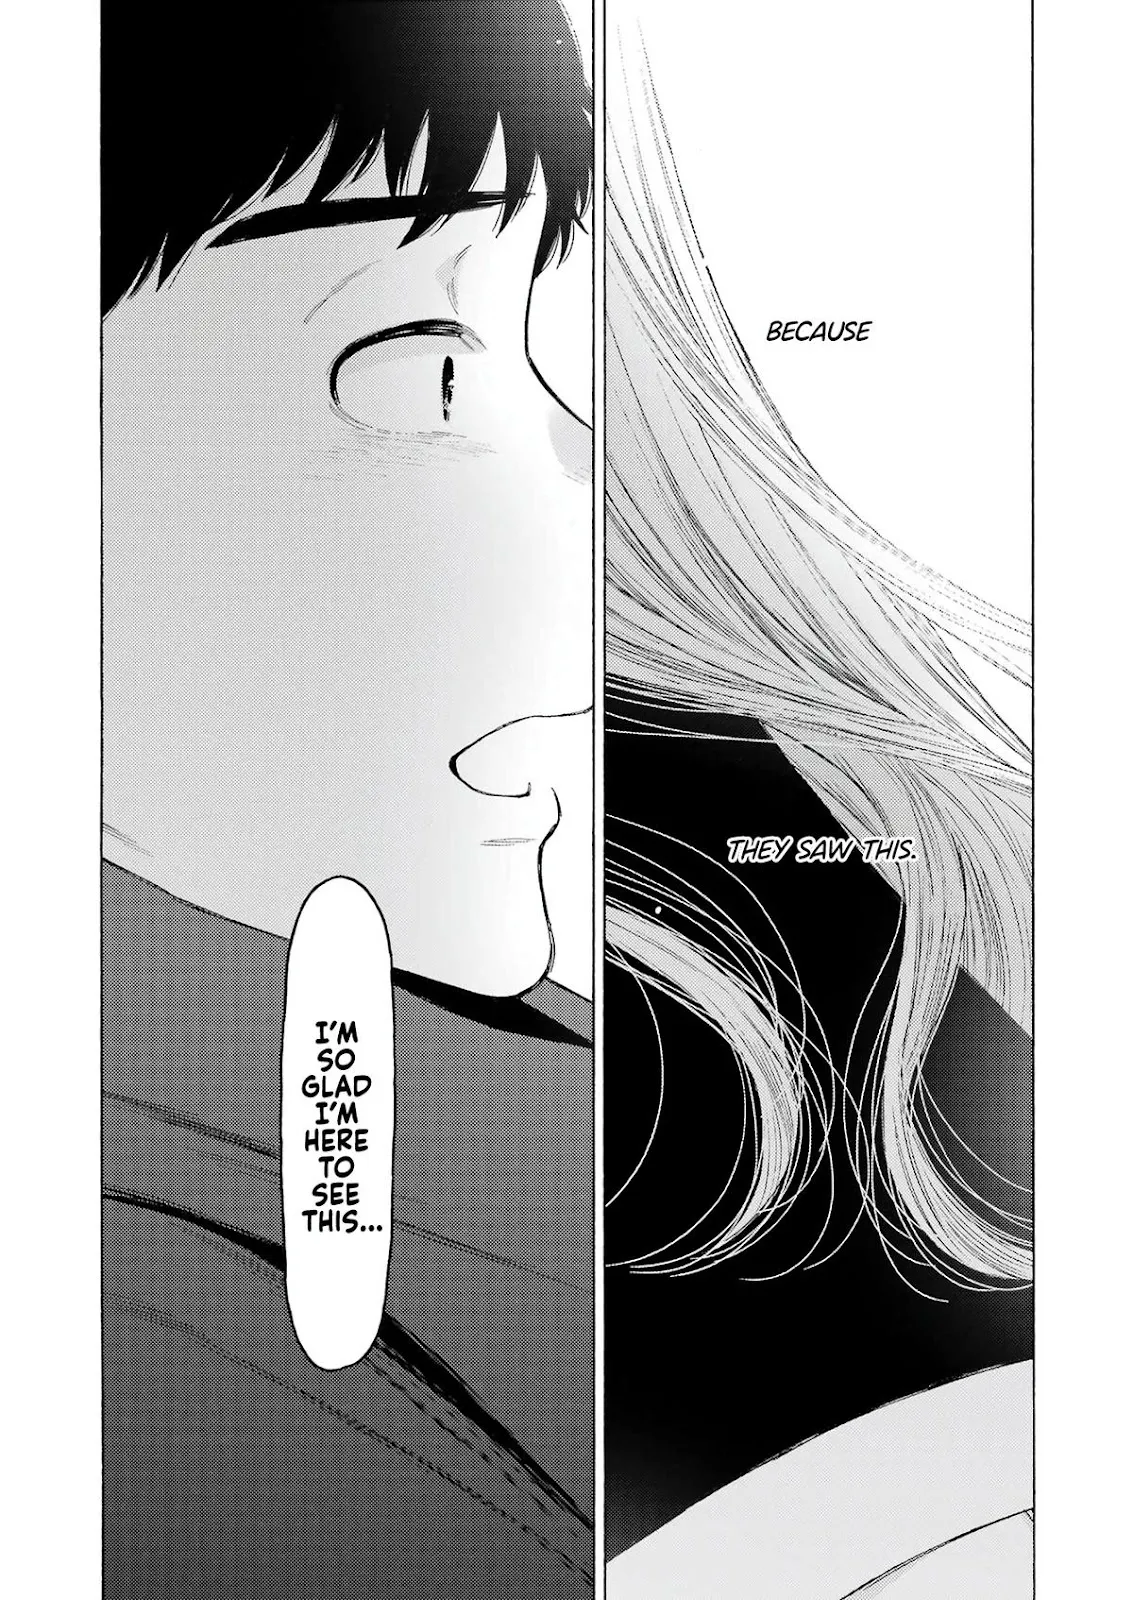 BECAUSE
THEY SAW THIS.
I'M
SO
GLAD
I'M
HERE
TO
SEE
THIS...